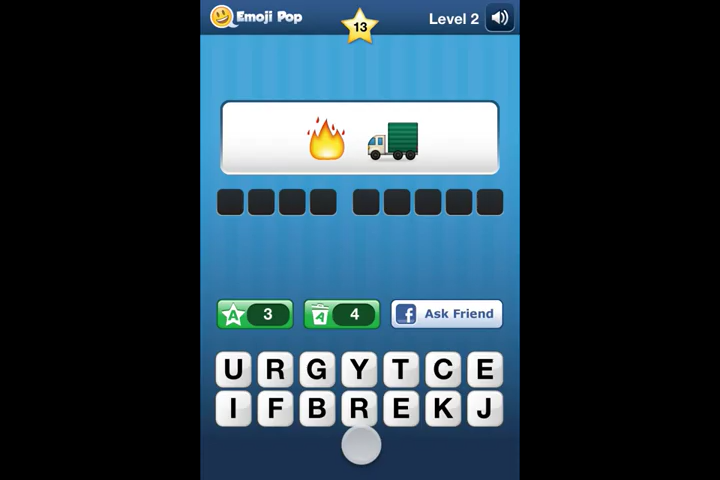 Emoji Pop
13
Level 2
A 3
A 4
f Ask Friend
U R G Y T C E
I F B R E K J